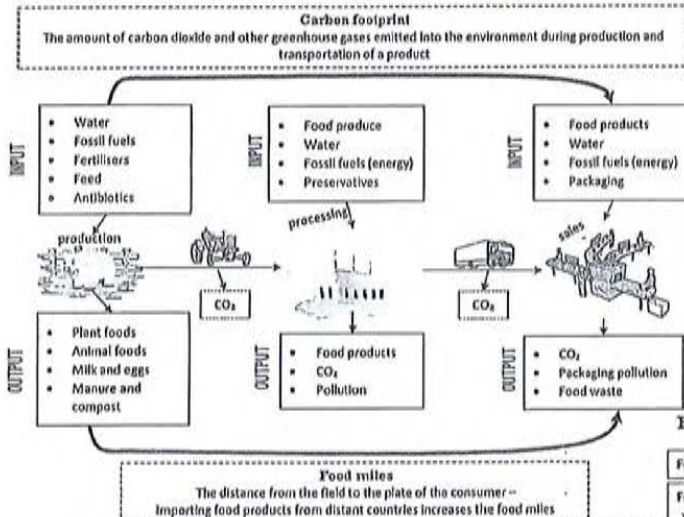 Carbon footprint
The amount of carbon dioxide and other greenhouse gases emitted into the environment during production and
transportation of a product
INPUT
• Water
• Fossil fuels
• Fertilisers
• Feed
• Antibiotics
INPUT
• Food produce
• Water
• Fossil fuels (energy)
• Preservatives
INPUT
• Food products
• Water
• Fossil fuels (energy)
• Packaging
production
processing
sales
CO₂
CO₂
OUTPUT
• Plant foods
• Animal foods
• Milk and eggs
• Manure and
compost
OUTPUT
• Food products
• CO₂
• Pollution
OUTPUT
• CO₂
• Packaging pollution
• Food waste
Food miles
The distance from the field to the plate of the consumer –
Importing food products from distant countries increases the food miles